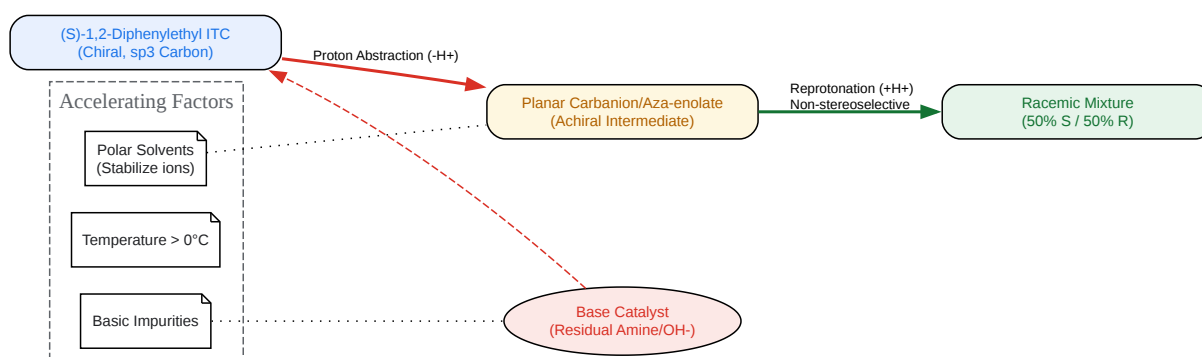 (S)-1,2-Diphenylethyl ITC
(Chiral, sp3 Carbon)
Proton Abstraction (-H+)
Accelerating Factors
Polar Solvents
(Stabilize ions)
Temperature > 0°C
Basic Impurities
Planar Carbanion/Aza-enolate
(Achiral Intermediate)
Reprotonation (+H+)
Non-stereoselective
Racemic Mixture
(50% S / 50% R)
Base Catalyst
(Residual Amine/OH-)